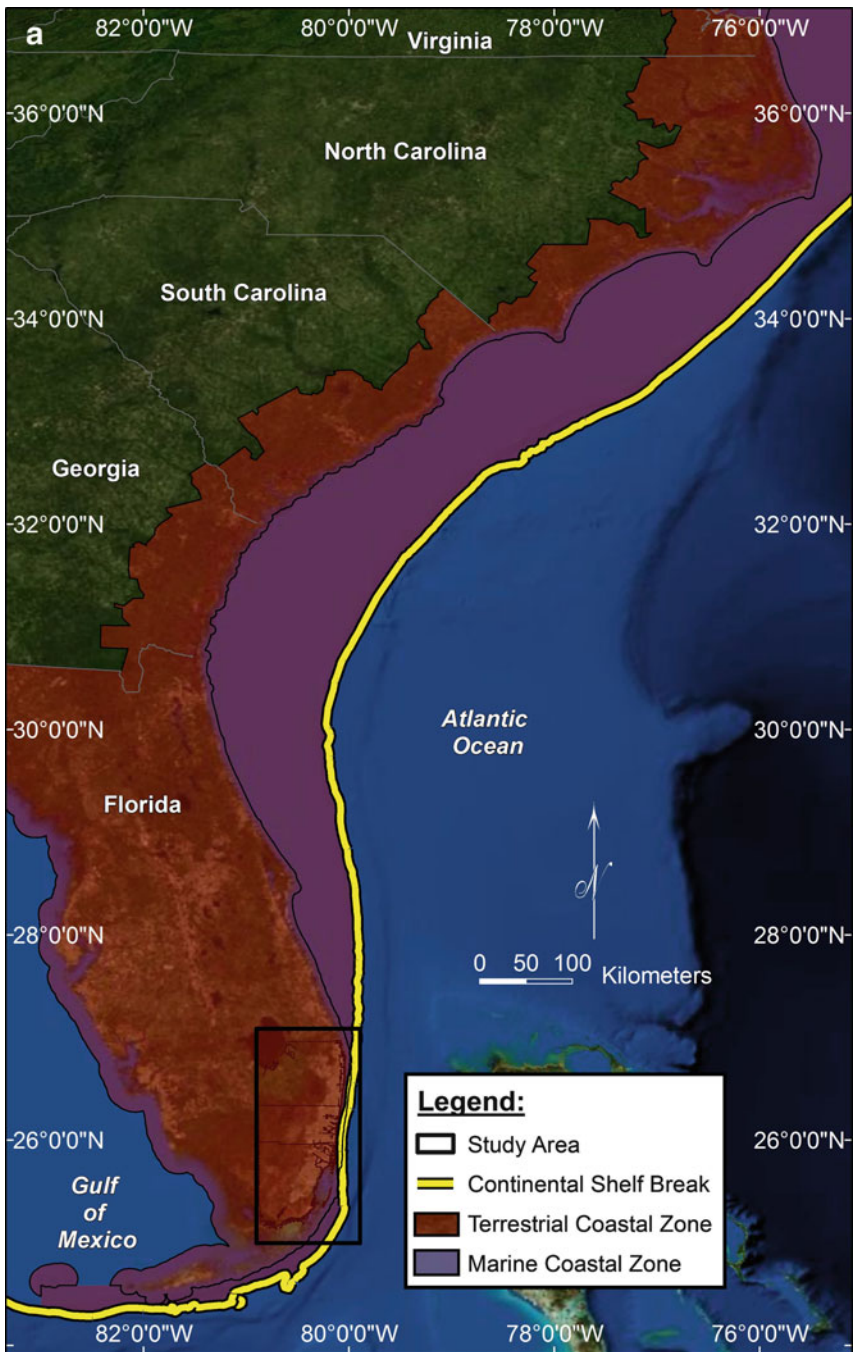 a
82°0'0"W
80°0'0"W
78°0'0"W
76°0'0"W
Virginia
36°0'0"N
36°0'0"N
North Carolina
South Carolina
34°0'0"N
34°0'0"N
Georgia
32°0'0"N
32°0'0"N
30°0'0"N
Atlantic
Ocean
30°0'0"N
Florida
N
28°0'0"N
28°0'0"N
0 50 100
Kilometers
Legend:
Study Area
Continental Shelf Break
Terrestrial Coastal Zone
Marine Coastal Zone
26°0'0"N
26°0'0"N
Gulf
of
Mexico
82°0'0"W
80°0'0"W
78°0'0"W
76°0'0"W